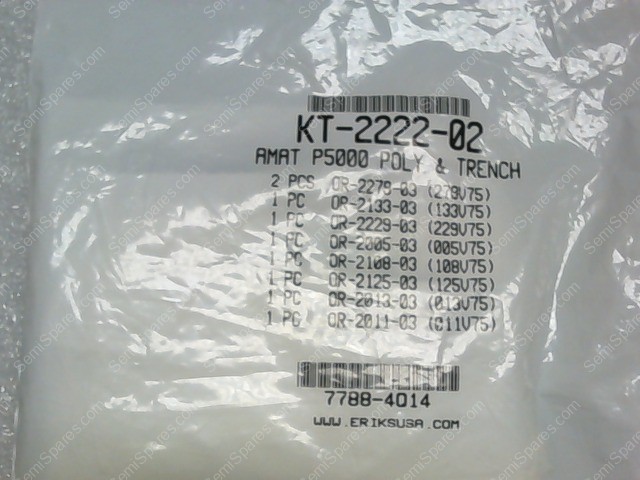 KT-2222-02
AMAT P5000 POLY & TRENCH
2 PCS OR-2279-03 (278V75)
1 PC OR-2133-03 (133V75)
1 PC OR-2229-03 (229V75)
1 PC OR-2005-03 (005V75)
1 PC OR-2108-03 (108V75)
1 PC OR-2125-03 (125V75)
1 PC OR-2013-03 (013V75)
1 PC OR-2011-03 (011V75)
7788-4014
WWW.ERIKSUSA.COM
SemiSpares.com